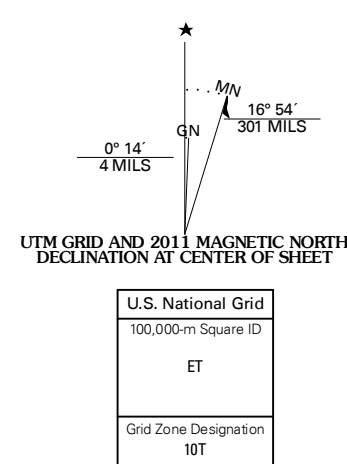 ★
MN
16° 54´
301 MILS
GN
0° 14´
4 MILS
UTM GRID AND 2011 MAGNETIC NORTH
DECLINATION AT CENTER OF SHEET
U.S. National Grid
100,000-m Square ID
ET
Grid Zone Designation
10T